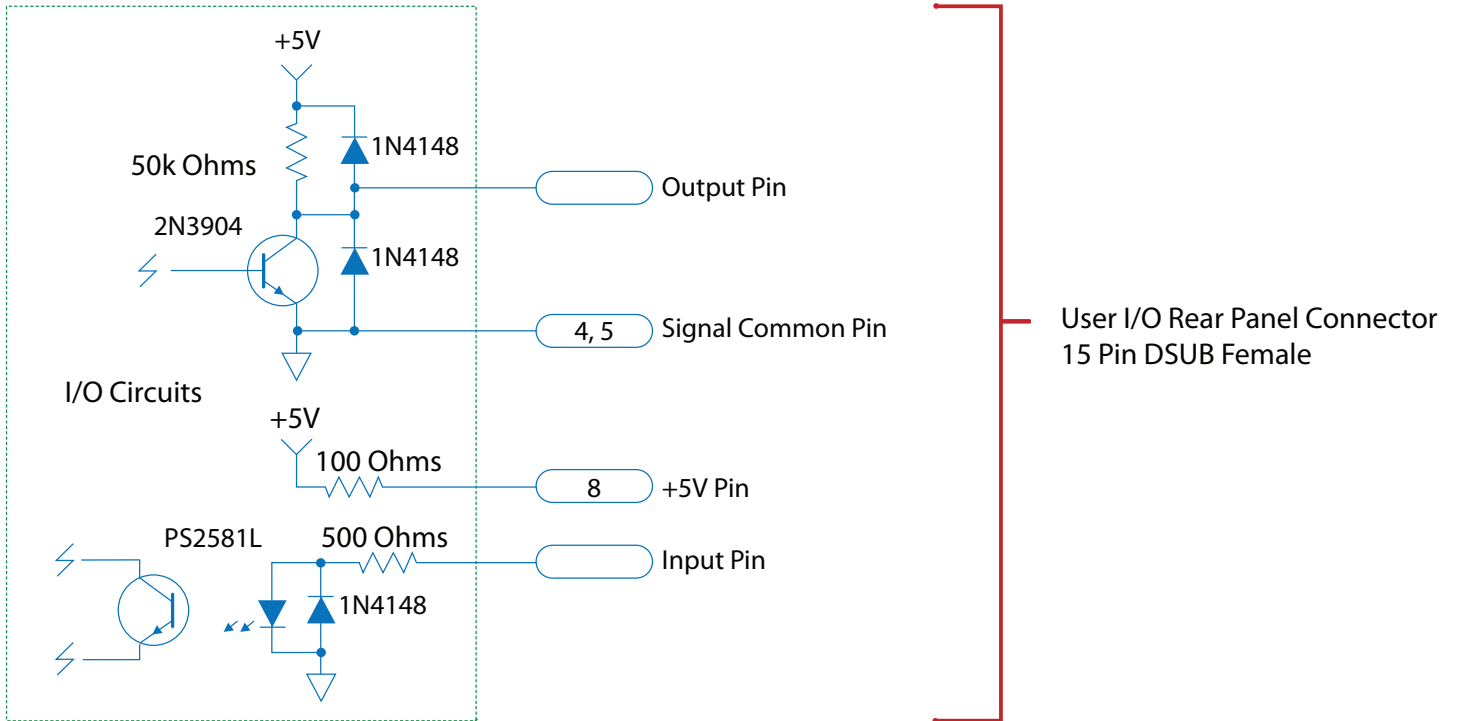 +5V
1N4148
50k Ohms
Output Pin
2N3904
1N4148
4, 5
Signal Common Pin
User I/O Rear Panel Connector
15 Pin DSUB Female
I/O Circuits
+5V
100 Ohms
8
+5V Pin
PS2581L
500 Ohms
Input Pin
1N4148